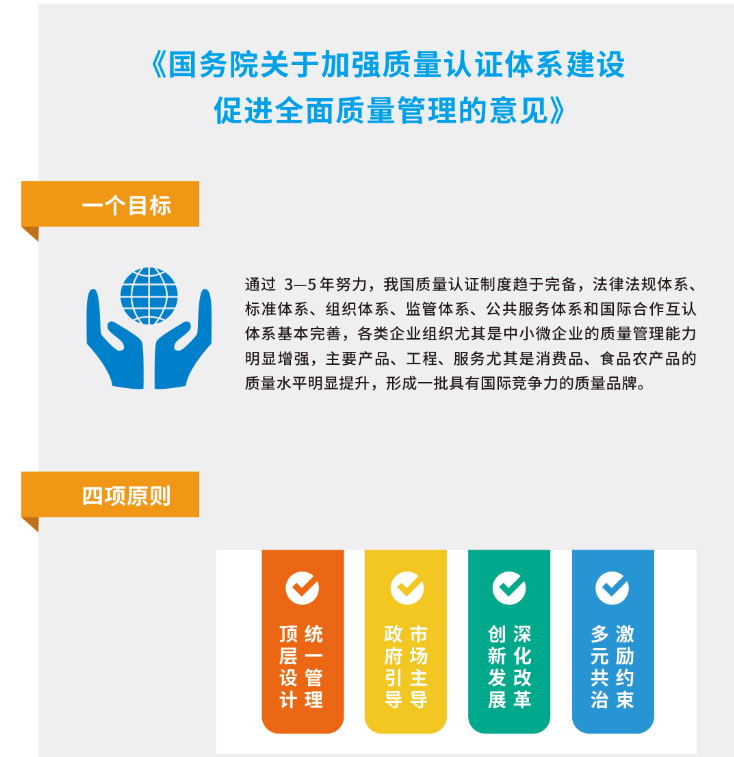 《国务院关于加强质量认证体系建设
促进全面质量管理的意见》
一个目标
通过 3—5年努力，我国质量认证制度趋于完备，法律法规体系、
标准体系、组织体系、监管体系、公共服务体系和国际合作互认
体系基本完善，各类企业组织尤其是中小微企业的质量管理能力
明显增强，主要产品、工程、服务尤其是消费品、食品农产品的
质量水平明显提升，形成一批具有国际竞争力的质量品牌。
四项原则
统一管理
顶层设计
市场主导
政府引导
深化改革
创新发展
激励约束
多元共治